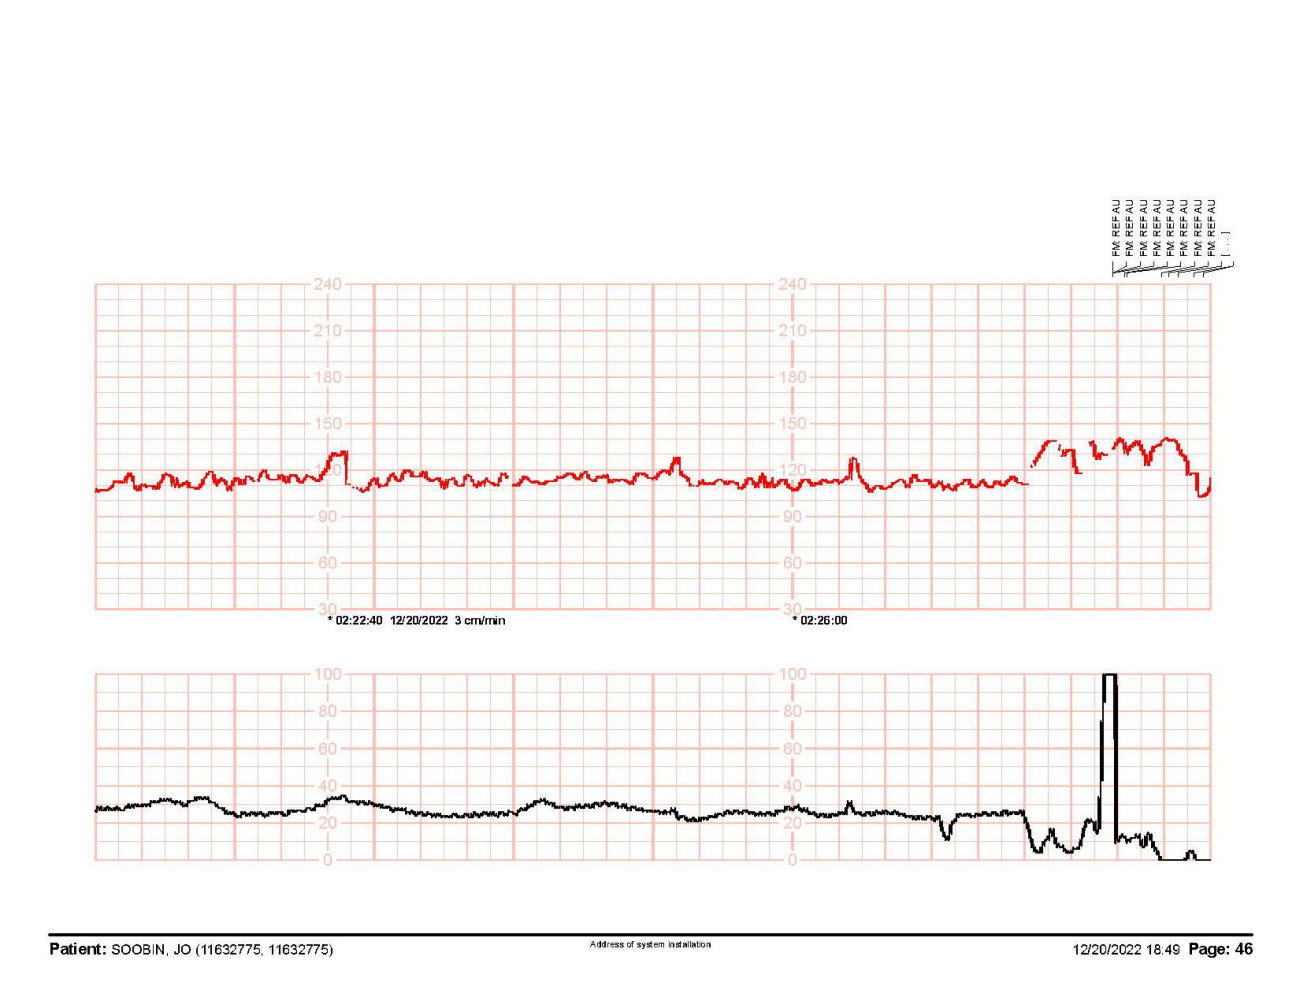 FM: REF AU
FM: REF AU
FM: REF AU
FM: REF AU
FM: REF AU
FM: REF AU
FM: REF AU
FM: REF AU
[ . . . ]
240 240
210 210
180 180
150 150
120 120
90 90
60 60
30 30
* 02:22:40 12/20/2022 3 cm/min * 02:26:00
100 100
80 80
60 60
40 40
20 20
0 0
Patient: SOOBIN, JO (11632775, 11632775) Address of system installation 12/20/2022 18:49 Page: 46